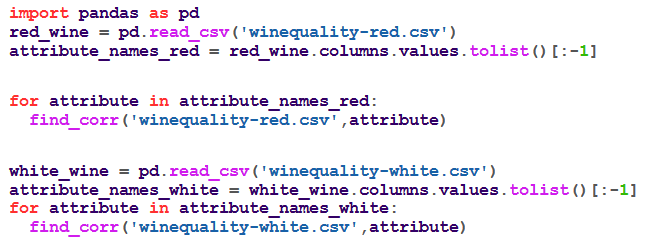 import pandas as pd
red_wine = pd.read_csv('winequality-red.csv')
attribute_names_red = red_wine.columns.values.tolist()[:-1]
for attribute in attribute_names_red:
  find_corr('winequality-red.csv',attribute)
white_wine = pd.read_csv('winequality-white.csv')
attribute_names_white = white_wine.columns.values.tolist()[:-1]
for attribute in attribute_names_white:
  find_corr('winequality-white.csv',attribute)